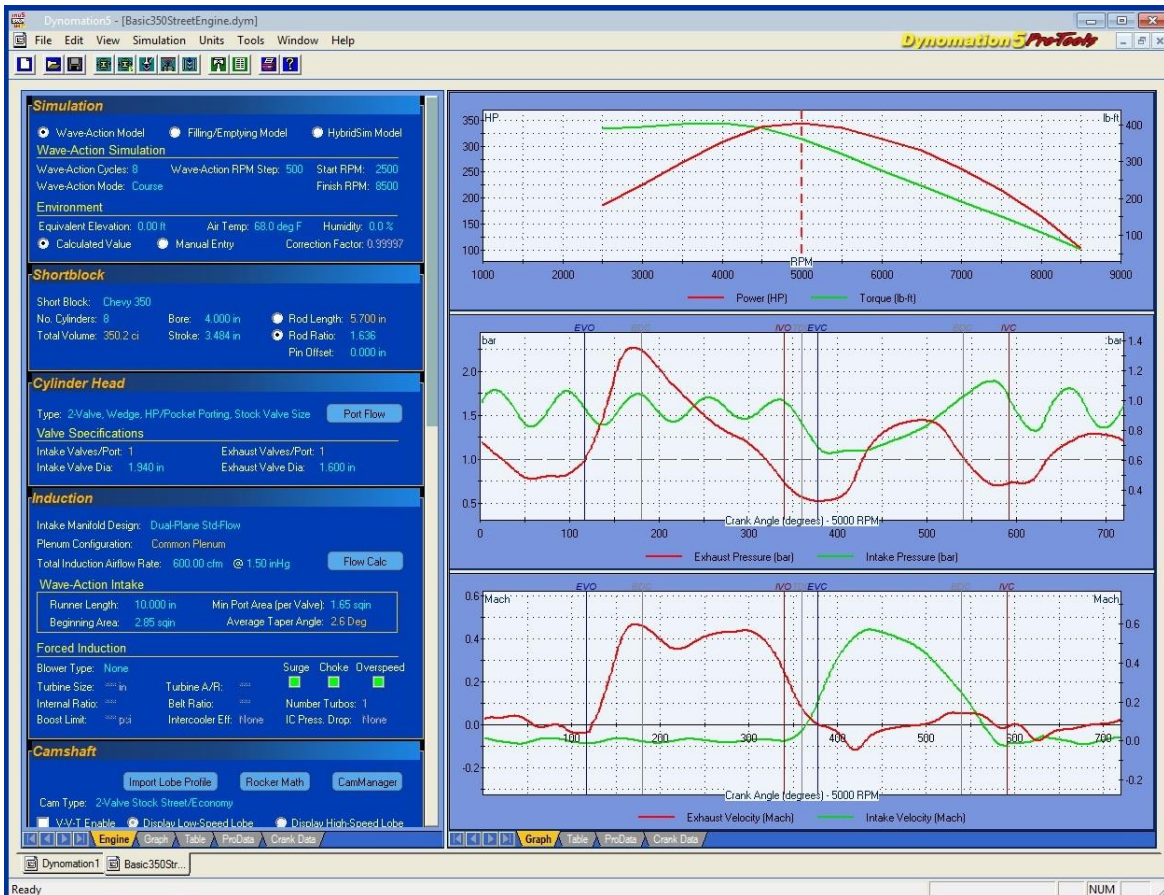 Dynomation5 - [Basic350StreetEngine.dym]
File Edit View Simulation Units Tools Window Help
Dynomation5ProTools
Simulation
Wave-Action Model Filling/Emptying Model HybridSim Model
Wave-Action Simulation
Wave-Action Cycles: 8 Wave-Action RPM Step: 500 Start RPM: 2500
Wave-Action Mode: Course Finish RPM: 8500
Environment
Equivalent Elevation: 0.00 ft Air Temp: 68.0 deg F Humidity: 0.0 %
Calculated Value Manual Entry Correction Factor: 0.99997
Shortblock
Short Block: Chevy 350
No. Cylinders: 8 Bore: 4.000 in Rod Length: 5.700 in
Total Volume: 350.2 ci Stroke: 3.484 in Rod Ratio: 1.636
Pin Offset: 0.000 in
Cylinder Head
Type: 2-Valve, Wedge, HP/Pocket Porting, Stock Valve Size Port Flow
Valve Specifications
Intake Valves/Port: 1 Exhaust Valves/Port: 1
Intake Valve Dia: 1.940 in Exhaust Valve Dia: 1.600 in
Induction
Intake Manifold Design: Dual-Plane Std-Flow
Plenum Configuration: Common Plenum
Total Induction Airflow Rate: 600.00 cfm @ 1.50 inHg Flow Calc
Wave-Action Intake
Runner Length: 10.000 in Min Port Area (per Valve): 1.65 sqin
Beginning Area: 2.85 sqin Average Taper Angle: 2.6 Deg
Forced Induction
Blower Type: None Surge Choke Overspeed
Turbine Size: *** in Turbine A/R: ***
Internal Ratio: *** Belt Ratio: *** Number Turbos: 1
Boost Limit: *** psi Intercooler Eff: None IC Press. Drop: None
Camshaft
Import Lobe Profile Rocker Math CamManager
Cam Type: 2-Valve Stock Street/Economy
V-V-T Enable Display Low-Speed Lobe Display High-Speed Lobe
Engine Graph Table ProData Crank Data
HP lb-ft
350 400
300 300
250
200 200
150
100 100
RPM
1000 2000 3000 4000 5000 6000 7000 8000 9000
Power (HP) Torque (lb-ft)
EVO BDC IVO TDC EVC BDC IVC
bar bar
1.4
2.0 1.2
1.5 1.0
0.8
1.0 0.6
0.5 0.4
Crank Angle (degrees) - 5000 RPM
0 100 200 300 400 500 600 700
Exhaust Pressure (bar) Intake Pressure (bar)
EVO BDC IVO TDC EVC BDC IVC
Mach Mach
0.6 0.6
0.4 0.4
0.2 0.2
0.0 0.0
100 200 300 400 500 600 700
-0.2 -0.2
Crank Angle (degrees) - 5000 RPM
Exhaust Velocity (Mach) Intake Velocity (Mach)
Graph Table ProData Crank Data
Dynomation1 Basic350Str...
Ready NUM